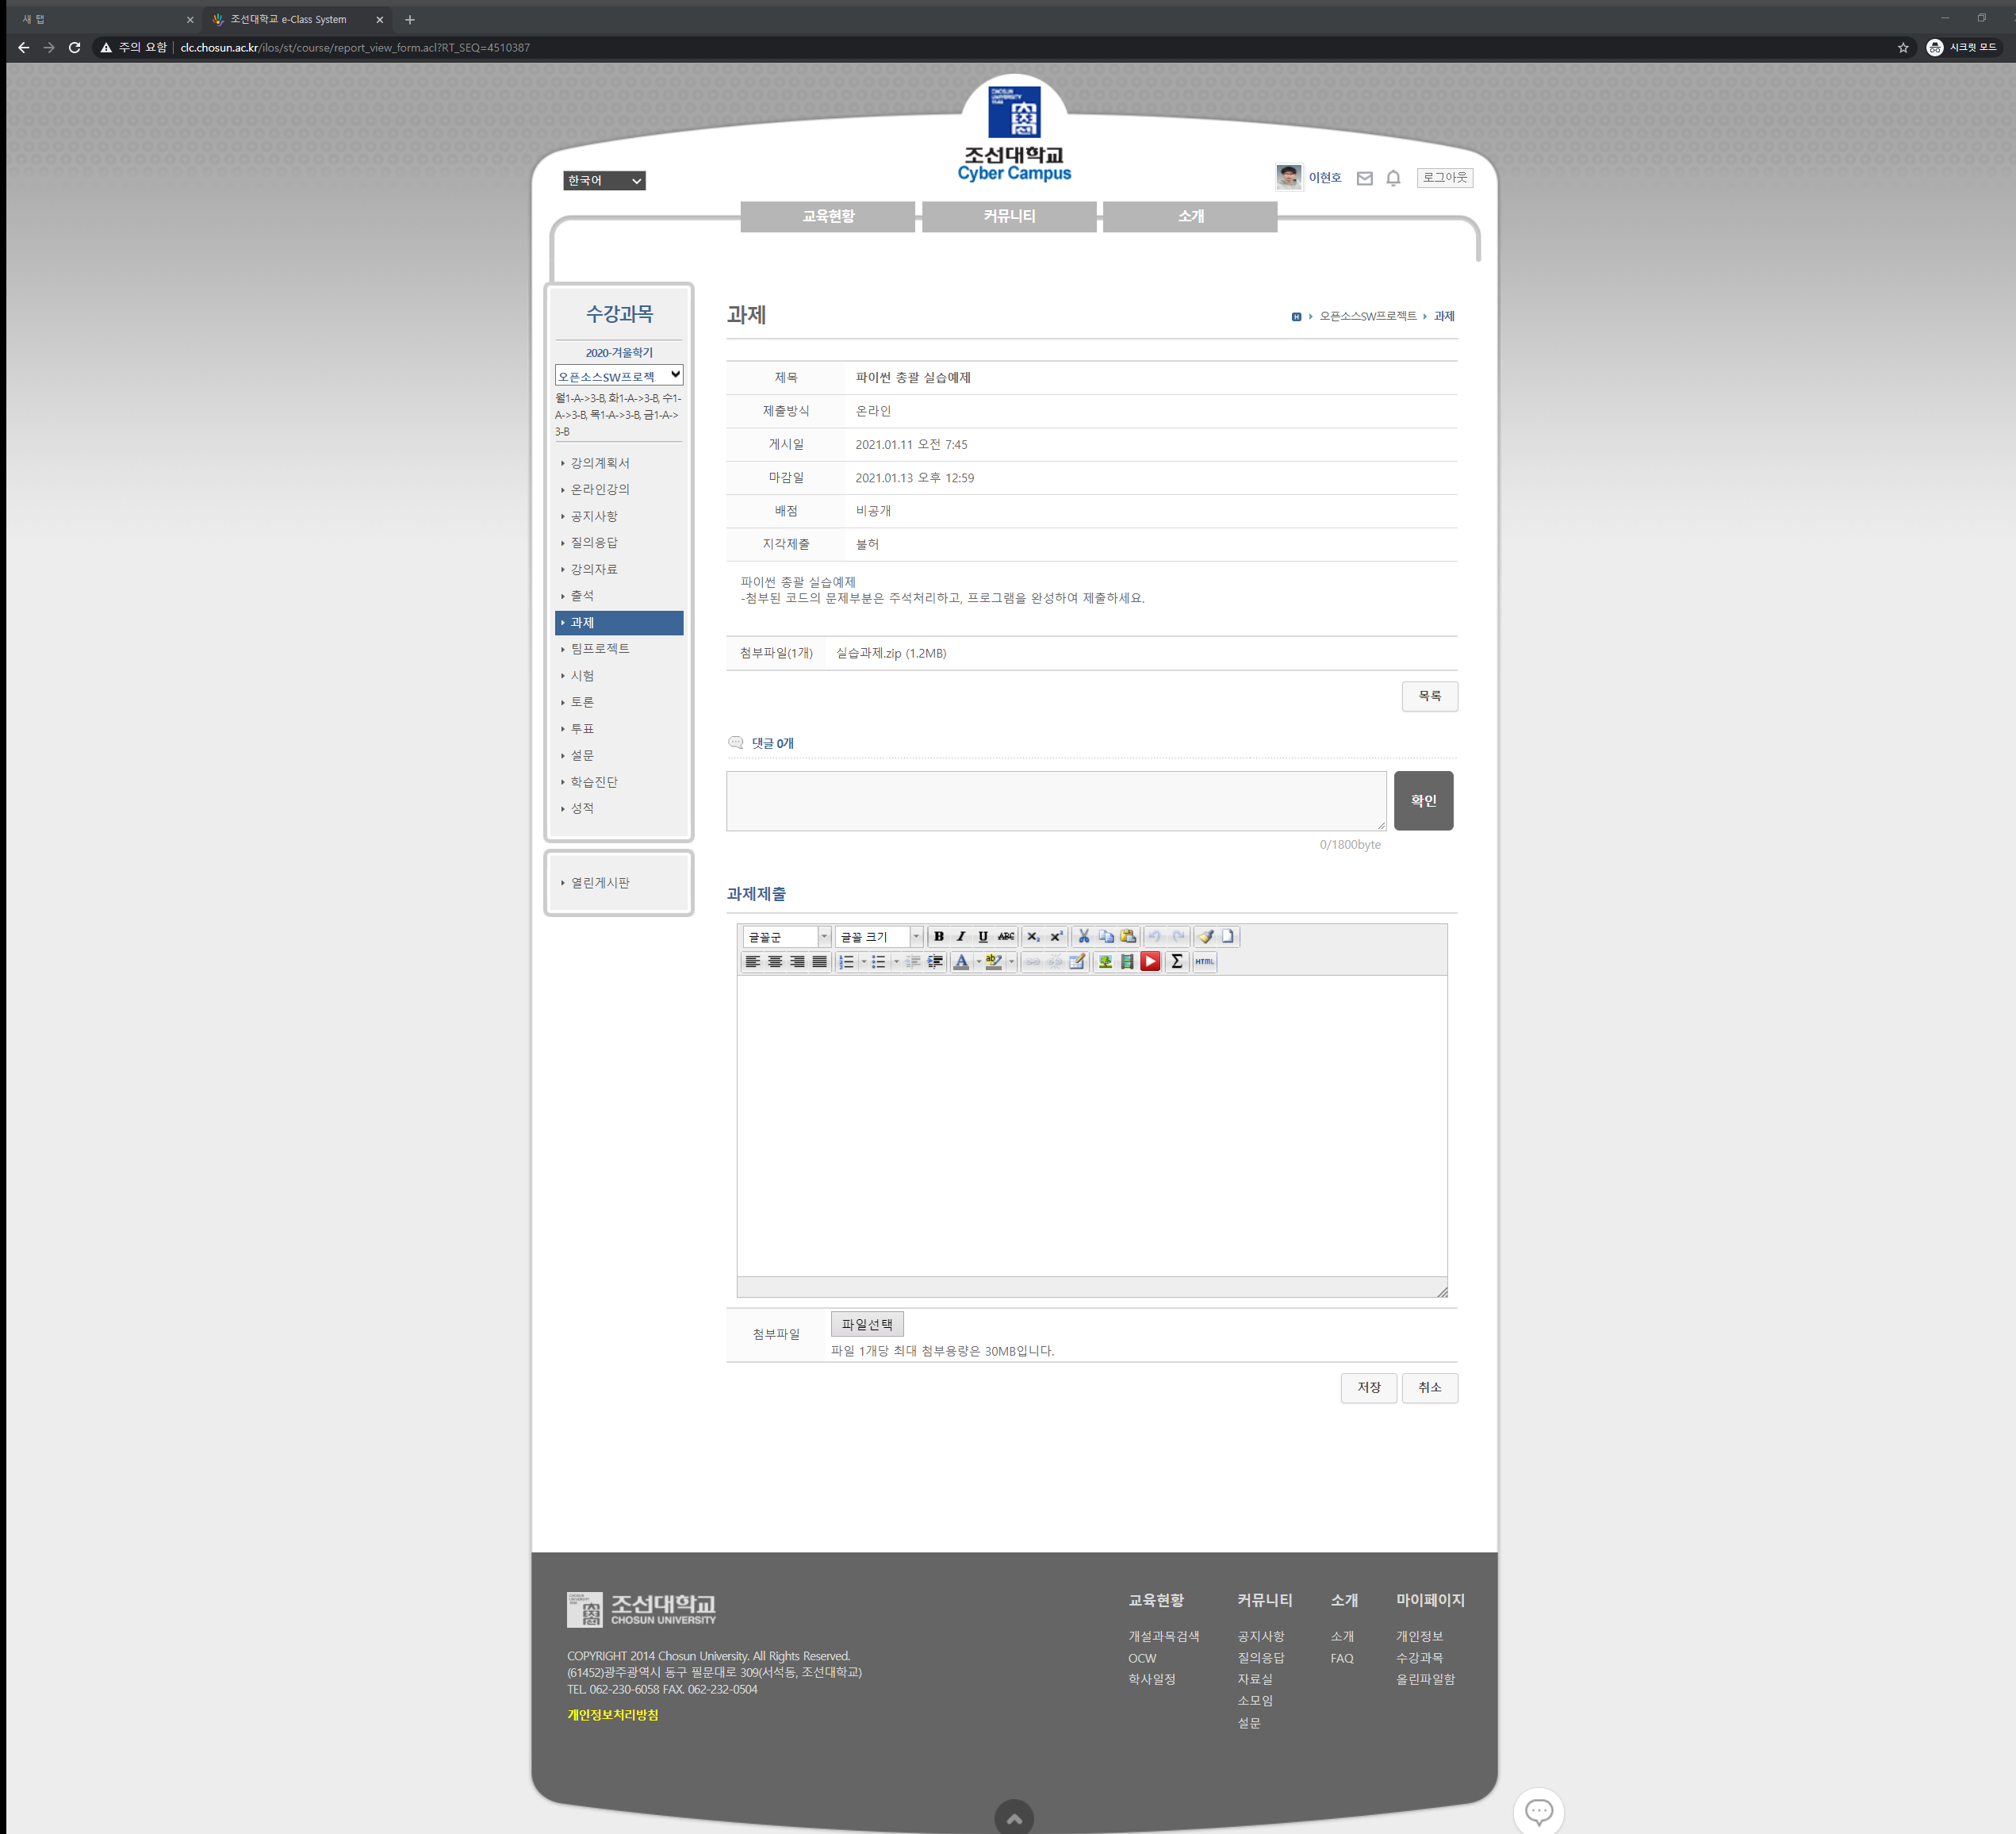 새 탭
조선대학교 e-Class System
주의 요함 clc.chosun.ac.kr/ilos/st/course/report_view_form.acl?RT_SEQ=4510387
시크릿 모드
조선대학교
Cyber Campus
한국어
이현호
로그아웃
교육현황 커뮤니티 소개
수강과목
2020-겨울학기
오픈소스SW프로젝
월1-A->3-B, 화1-A->3-B, 수1-
A->3-B, 목1-A->3-B, 금1-A->
3-B
강의계획서
온라인강의
공지사항
질의응답
강의자료
출석
과제
팀프로젝트
시험
토론
투표
설문
학습진단
성적
열린게시판
과제
오픈소스SW프로젝트 과제
제목 파이썬 총괄 실습예제
제출방식 온라인
게시일 2021.01.11 오전 7:45
마감일 2021.01.13 오후 12:59
배점 비공개
지각제출 불허
파이썬 총괄 실습예제
-첨부된 코드의 문제부분은 주석처리하고, 프로그램을 완성하여 제출하세요.
첨부파일(1개) 실습과제.zip (1.2MB)
목록
댓글 0개
확인
0/1800byte
과제제출
글꼴군 글꼴 크기 B I U ABC X₂ X²
A ab Σ HTML
첨부파일 파일선택
파일 1개당 최대 첨부용량은 30MB입니다.
저장 취소
조선대학교
CHOSUN UNIVERSITY
COPYRIGHT 2014 Chosun University. All Rights Reserved.
(61452)광주광역시 동구 필문대로 309(서석동, 조선대학교)
TEL. 062-230-6058 FAX. 062-232-0504
개인정보처리방침
교육현황 커뮤니티 소개 마이페이지
개설과목검색 공지사항 소개 개인정보
OCW 질의응답 FAQ 수강과목
학사일정 자료실 올린파일함
소모임
설문